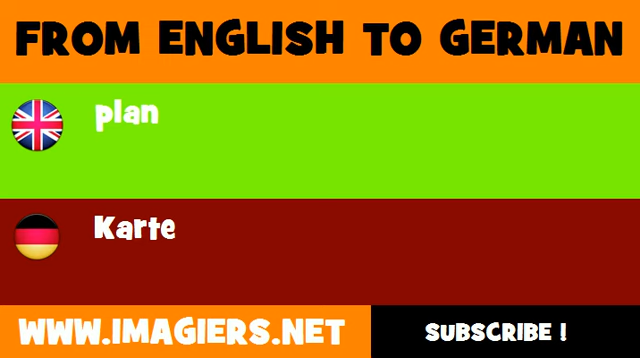 FROM ENGLISH TO GERMAN
plan
Karte
WWW.IMAGIERS.NET
SUBSCRIBE !